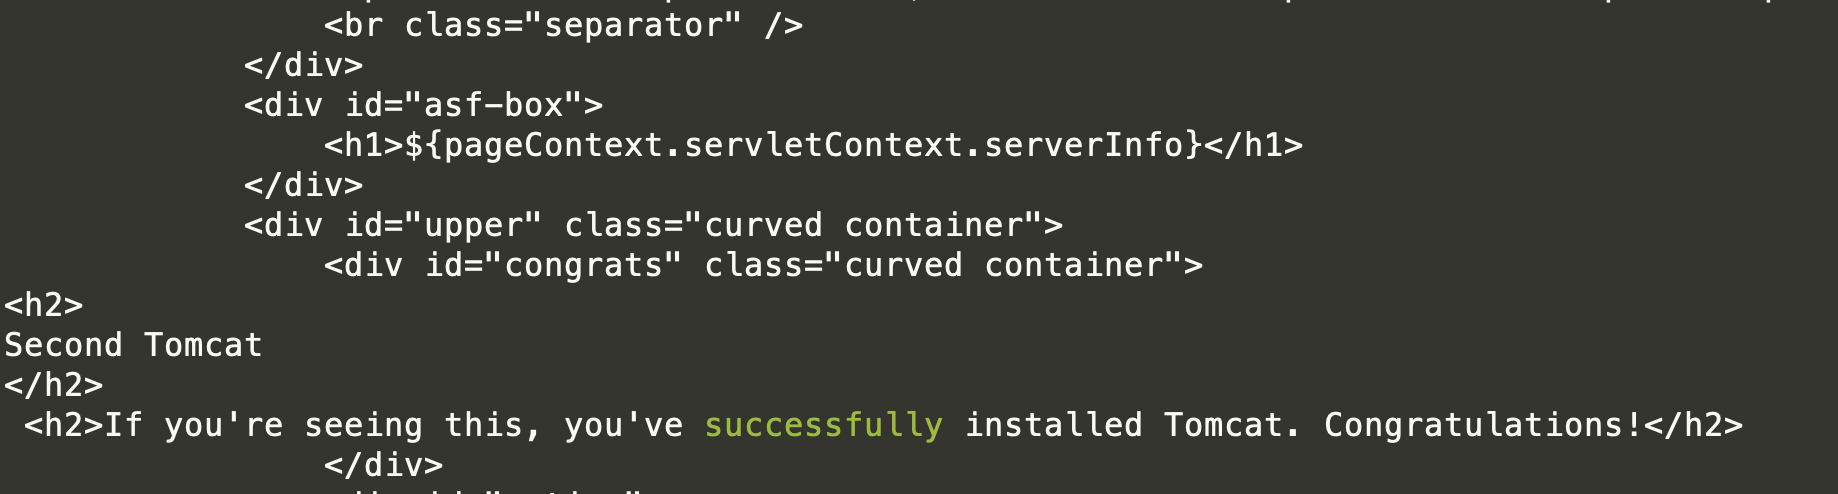 <br class="separator" />
</div>
<div id="asf-box">
<h1>${pageContext.servletContext.serverInfo}</h1>
</div>
<div id="upper" class="curved container">
<div id="congrats" class="curved container">
<h2>
Second Tomcat
</h2>
<h2>If you're seeing this, you've successfully installed Tomcat. Congratulations!</h2>
</div>